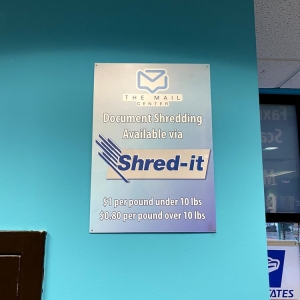 THE MAIL
CENTER
Document Shredding
Available via
Shred-it
$1 per pound under 10 lbs
$0.80 per pound over 10 lbs